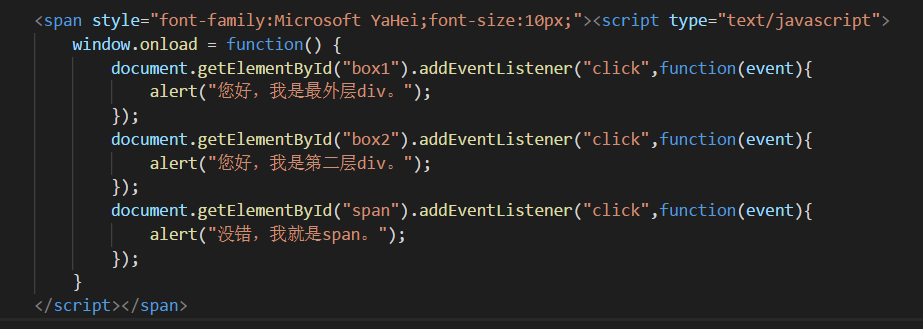 <span style="font-family:Microsoft YaHei;font-size:10px;"><script type="text/javascript">
window.onload = function() {
document.getElementById("box1").addEventListener("click",function(event){
alert("您好，我是最外层div。");
});
document.getElementById("box2").addEventListener("click",function(event){
alert("您好，我是第二层div。");
});
document.getElementById("span").addEventListener("click",function(event){
alert("没错，我就是span。");
});
}
</script></span>